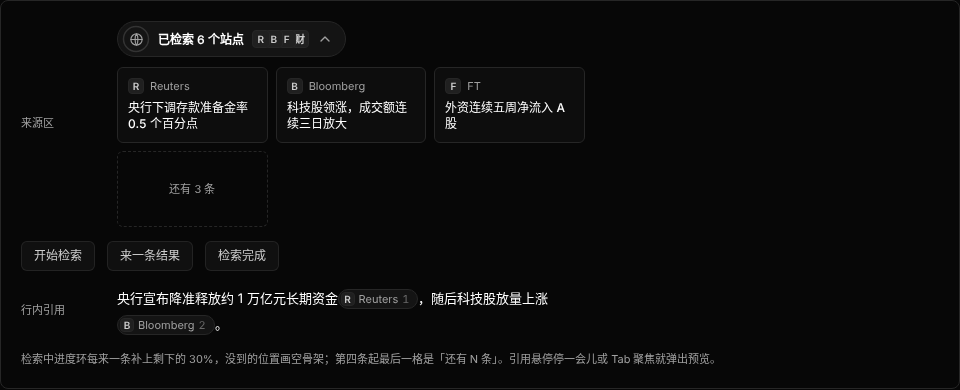 已检索 6 个站点 R B F 财
R Reuters
央行下调存款准备金率
0.5 个百分点
B Bloomberg
科技股领涨，成交额连
续三日放大
F FT
外资连续五周净流入 A
股
来源区
还有 3 条
开始检索 来一条结果 检索完成
行内引用
央行宣布降准释放约 1 万亿元长期资金 R Reuters 1 ，随后科技股放量上涨
B Bloomberg 2 。
检索中进度环每来一条补上剩下的 30%，没到的位置画空骨架；第四条起最后一格是「还有 N 条」。引用悬停停一会儿或 Tab 聚焦就弹出预览。